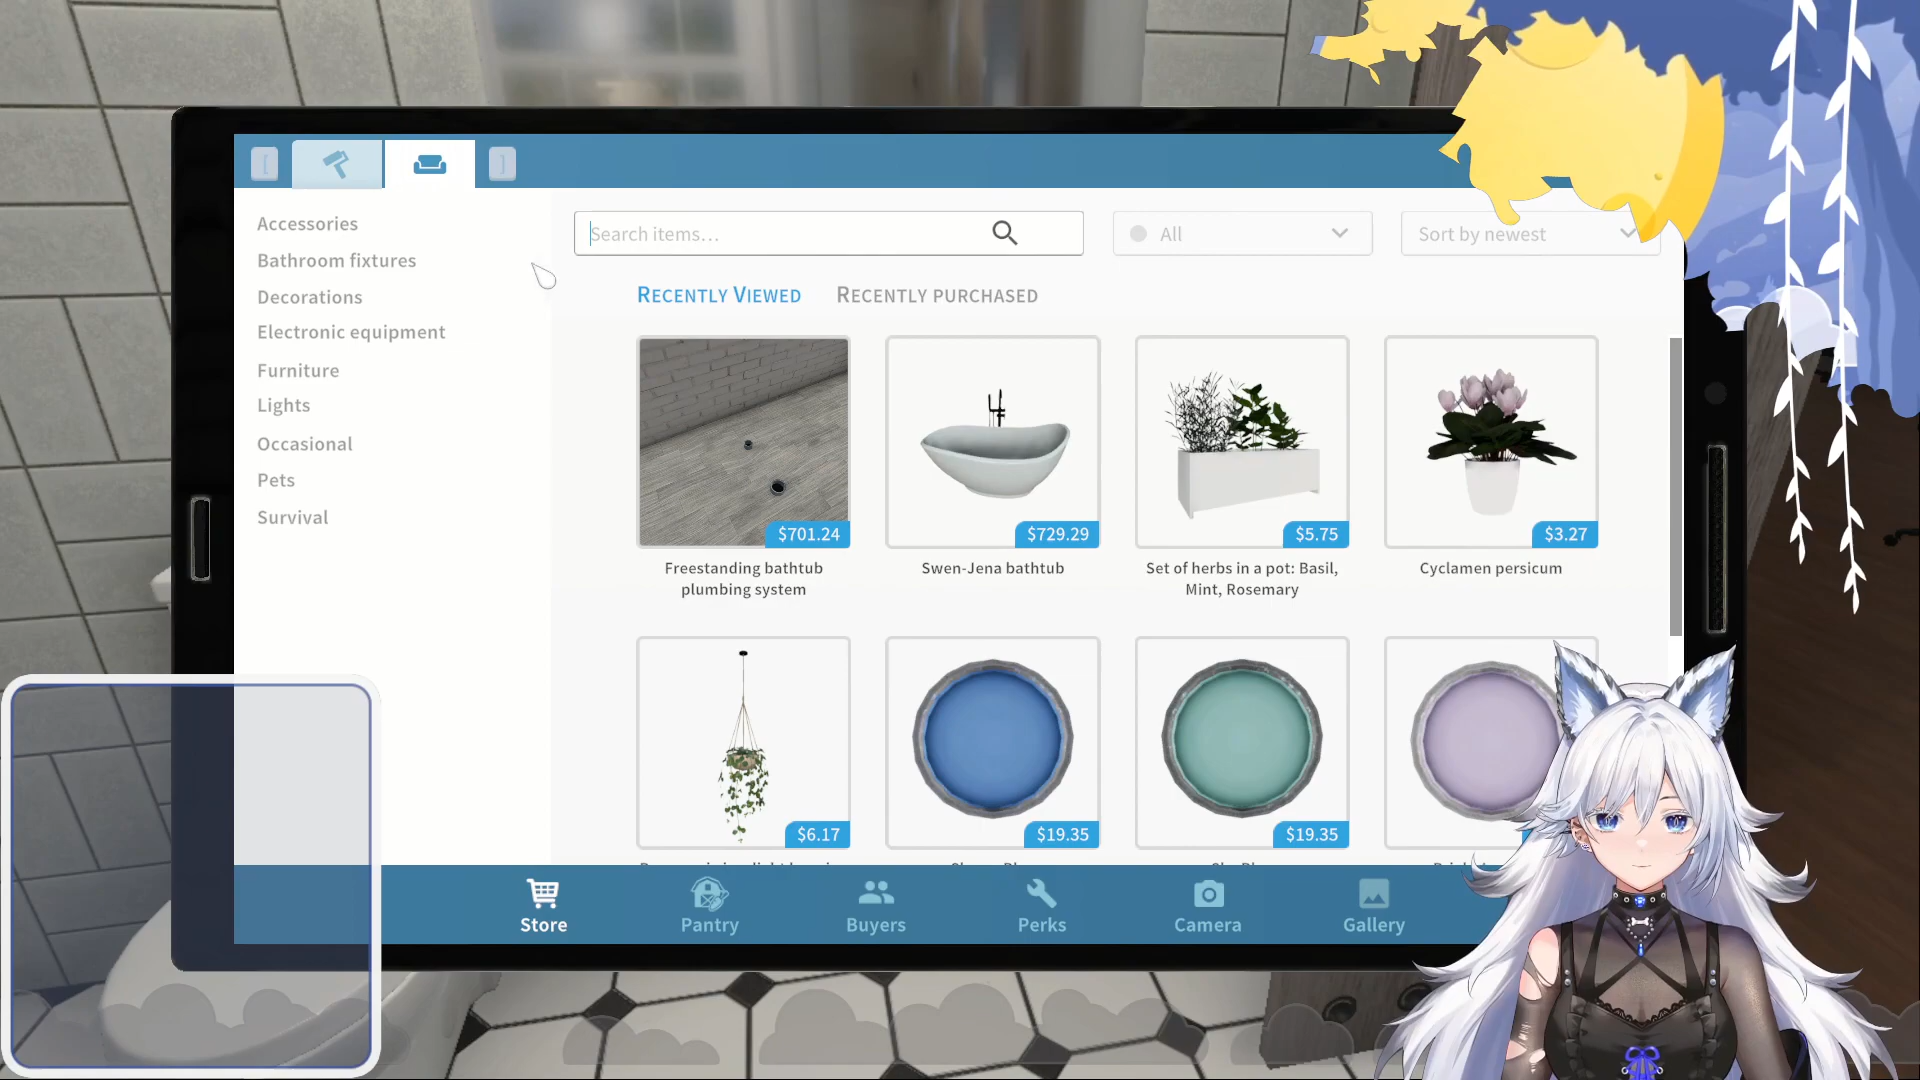 [
]
Accessories
Bathroom fixtures
Decorations
Electronic equipment
Furniture
Lights
Occasional
Pets
Survival
Search items...
All
Sort by newest
RECENTLY VIEWED
RECENTLY PURCHASED
$701.24
$729.29
$5.75
$3.27
Freestanding bathtub
plumbing system
Swen-Jena bathtub
Set of herbs in a pot: Basil,
Mint, Rosemary
Cyclamen persicum
$6.17
$19.35
$19.35
Store
Pantry
Buyers
Perks
Camera
Gallery